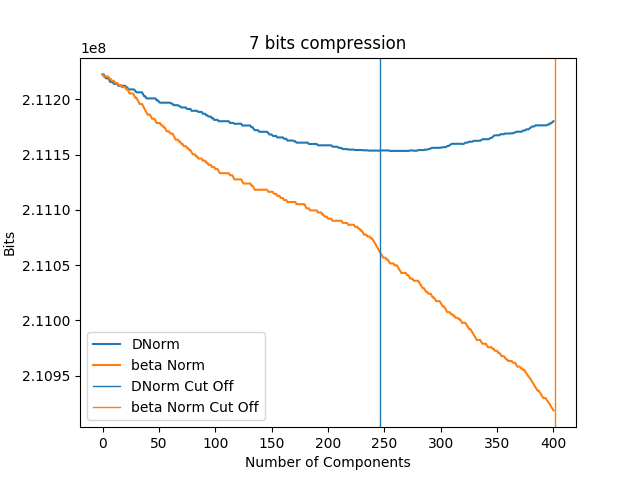 7 bits compression
1e8
2.1120
2.1115
2.1110
2.1105
2.1100
2.1095
Bits
DNorm
beta Norm
DNorm Cut Off
beta Norm Cut Off
0 50 100 150 200 250 300 350 400
Number of Components